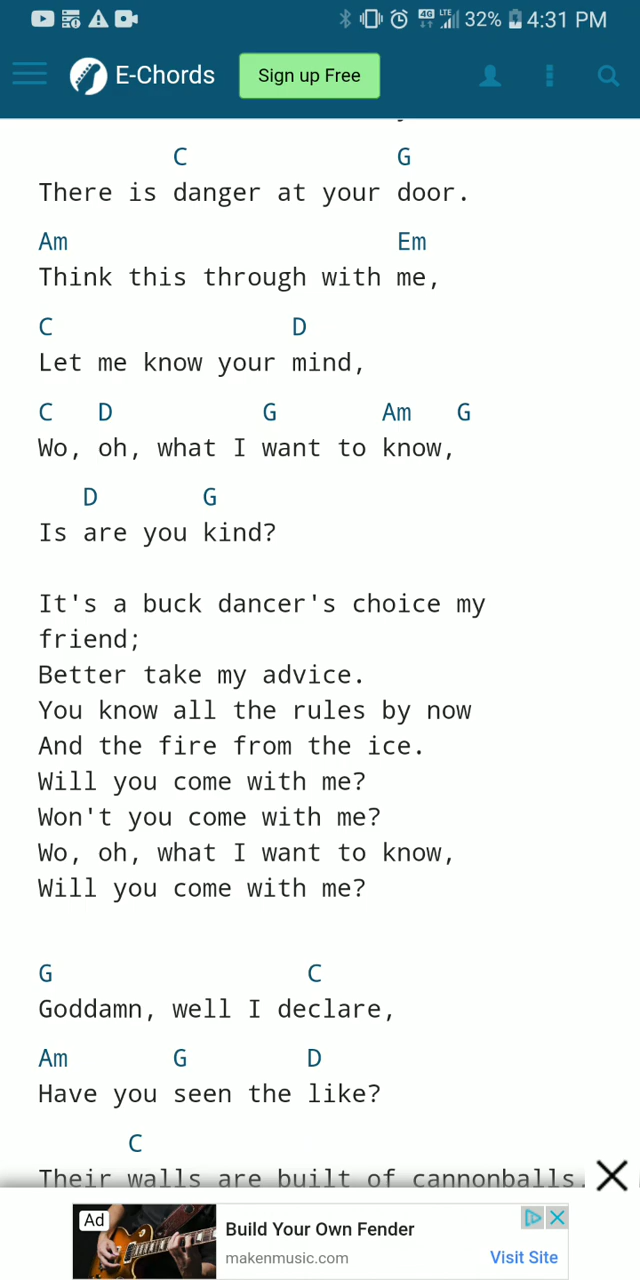 4G LTE 32% 4:31 PM
E-Chords Sign up Free
C G
There is danger at your door.
Am Em
Think this through with me,
C D
Let me know your mind,
C D G Am G
Wo, oh, what I want to know,
D G
Is are you kind?
It's a buck dancer's choice my
friend;
Better take my advice.
You know all the rules by now
And the fire from the ice.
Will you come with me?
Won't you come with me?
Wo, oh, what I want to know,
Will you come with me?
G C
Goddamn, well I declare,
Am G D
Have you seen the like?
C
Their walls are built of cannonballs.
Ad
Build Your Own Fender
makenmusic.com Visit Site